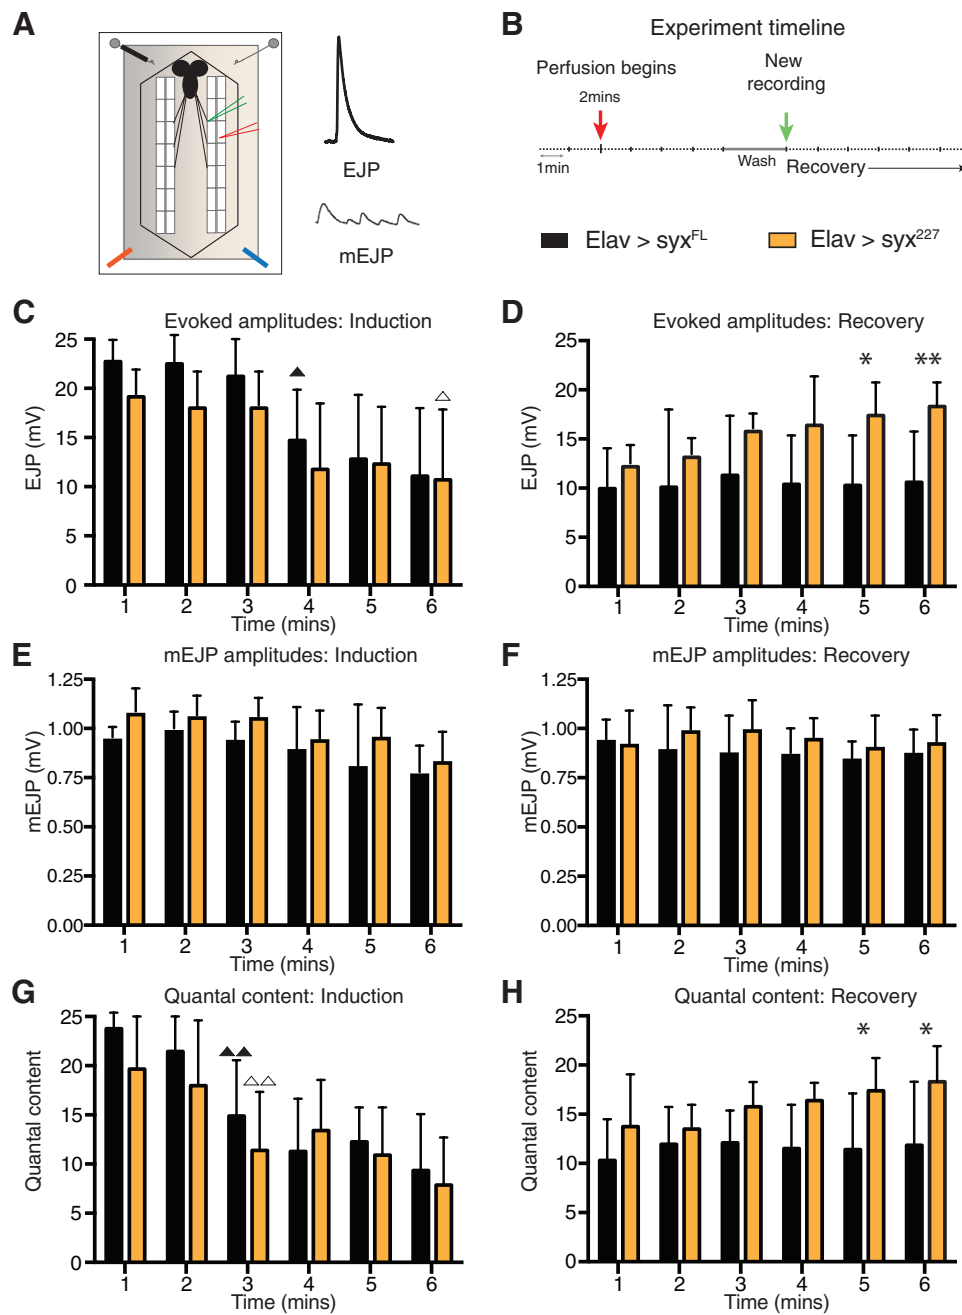 A
EJP
mEJP
B
Experiment timeline
Perfusion begins
2mins
New
recording
1min
Wash
Recovery
Elav > syxFL
Elav > syx227
C
Evoked amplitudes: Induction
EJP (mV)
25
20
15
10
5
0
1 2 3 4 5 6
Time (mins)
D
Evoked amplitudes: Recovery
EJP (mV)
25
20
15
10
5
0
* **
1 2 3 4 5 6
Time (mins)
E
mEJP amplitudes: Induction
mEJP (mV)
1.25
1.00
0.75
0.50
0.25
0.00
1 2 3 4 5 6
Time (mins)
F
mEJP amplitudes: Recovery
mEJP (mV)
1.25
1.00
0.75
0.50
0.25
0.00
1 2 3 4 5 6
Time (mins)
G
Quantal content: Induction
Quantal content
25
20
15
10
5
0
1 2 3 4 5 6
Time (mins)
H
Quantal content: Recovery
Quantal content
25
20
15
10
5
0
* *
1 2 3 4 5 6
Time (mins)